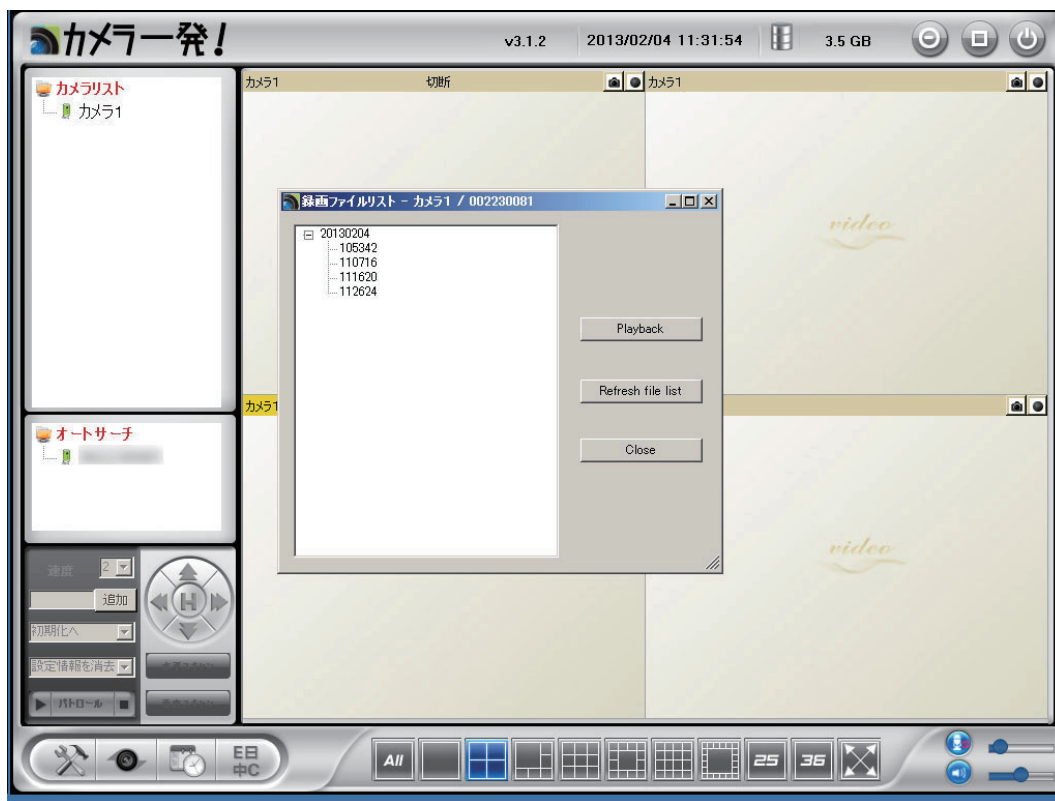 カメラ一発!
v3.1.2 2013/02/04 11:31:54 3.5 GB
カメラリスト
カメラ1
カメラ1 切断
カメラ1
録画ファイルリスト - カメラ1 / 002230081
20130204
105342
110716
111620
112624
Playback
Refresh file list
Close
video
カメラ1
video
オートサーチ
速度 2
追加
初期化へ
設定情報を消去
パトロール
E日
中C
All
25
36